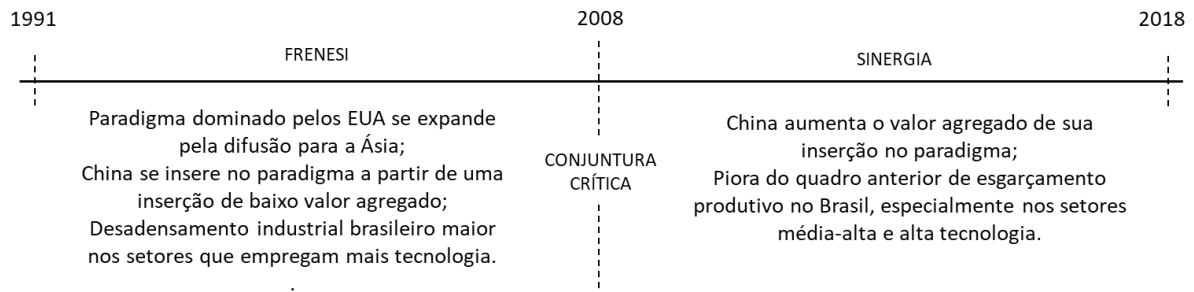 1991
2008
2018
FRENESI
SINERGIA
Paradigma dominado pelos EUA se expande
pela difusão para a Ásia;
China se insere no paradigma a partir de uma
inserção de baixo valor agregado;
Desadensamento industrial brasileiro maior
nos setores que empregam mais tecnologia.
.
CONJUNTURA
CRÍTICA
China aumenta o valor agregado de sua
inserção no paradigma;
Piora do quadro anterior de esgarçamento
produtivo no Brasil, especialmente nos setores
média-alta e alta tecnologia.